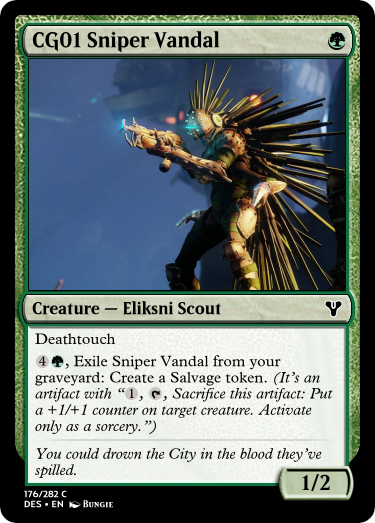 CG01 Sniper Vandal
Creature — Eliksni Scout
Deathtouch
4, Exile Sniper Vandal from your
graveyard: Create a Salvage token. (It's an
artifact with “1, , Sacrifice this artifact: Put
a +1/+1 counter on target creature. Activate
only as a sorcery.”)
You could drown the City in the blood they've
spilled.
1/2
176/282 C
DES • EN Bungie